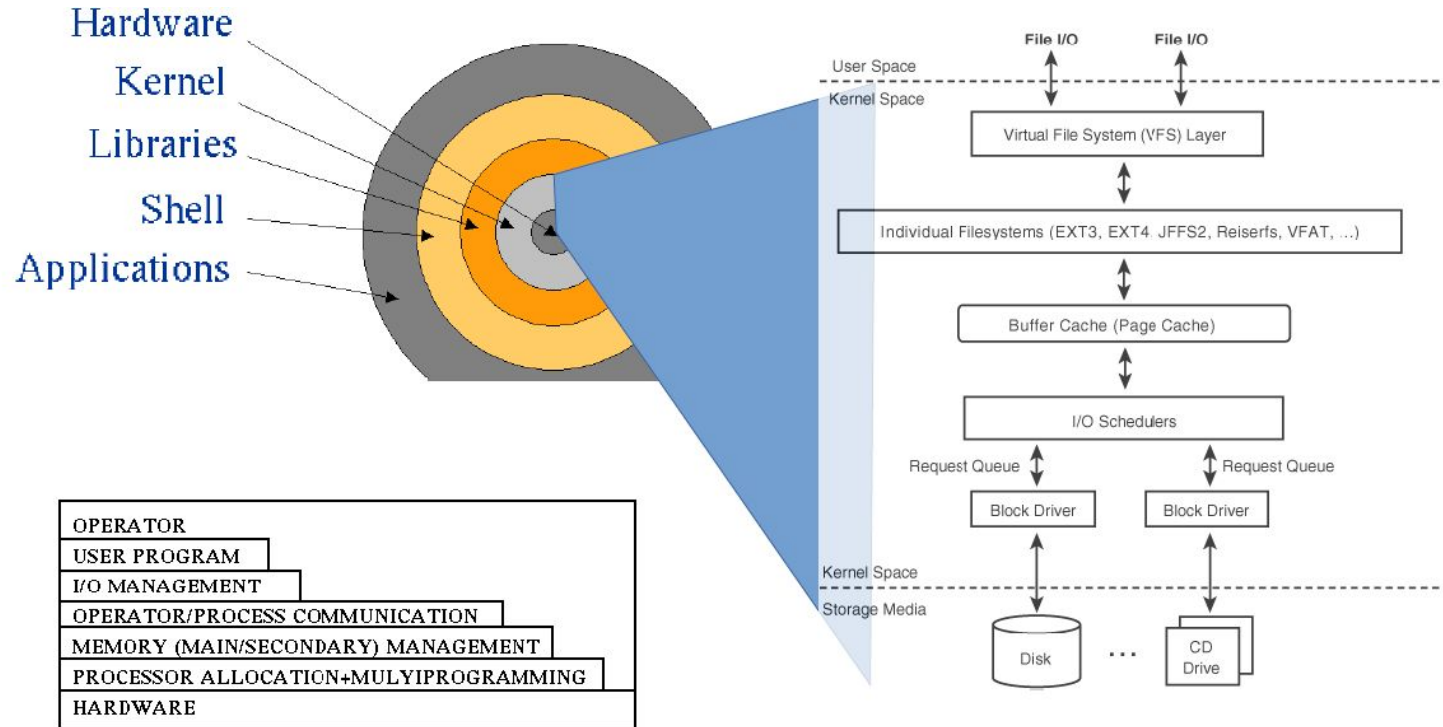 Hardware
Kernel
Libraries
Shell
Applications
OPERATOR
USER PROGRAM
I/O MANAGEMENT
OPERATOR/PROCESS COMMUNICATION
MEMORY (MAIN/SECONDARY) MANAGEMENT
PROCESSOR ALLOCATION+MULYIPROGRAMMING
HARDWARE
File I/O File I/O
User Space
Kernel Space
Virtual File System (VFS) Layer
Individual Filesystems (EXT3, EXT4, JFFS2, Reiserfs, VFAT, ...)
Buffer Cache (Page Cache)
I/O Schedulers
Request Queue Request Queue
Block Driver Block Driver
Kernel Space
Storage Media
Disk ... CD
Drive